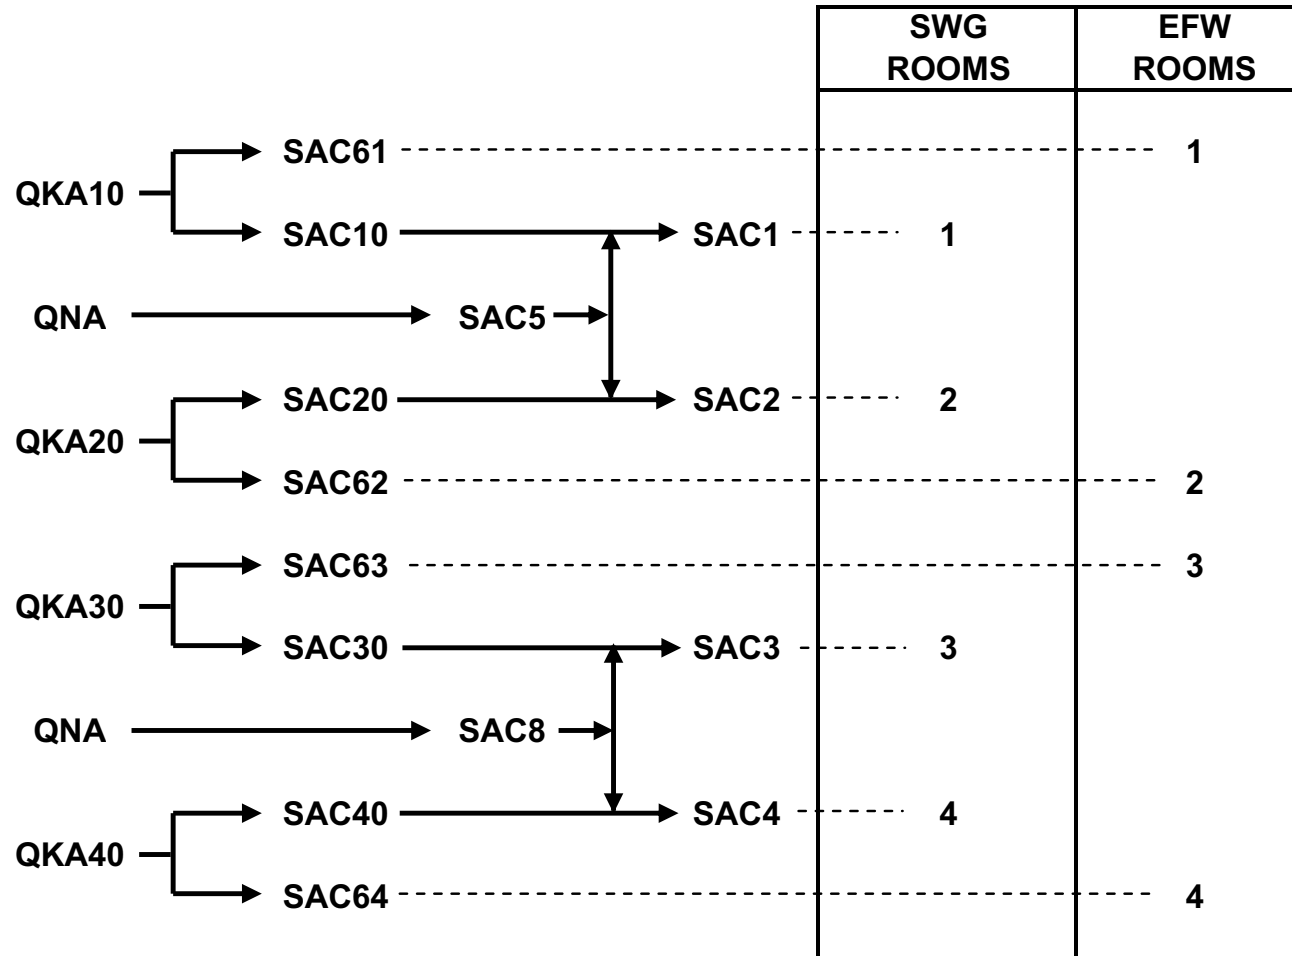 SWG ROOMS
EFW ROOMS
SAC61 1
QKA10
SAC10 SAC1 1
QNA SAC5
SAC20 SAC2 2
QKA20
SAC62 2
SAC63 3
QKA30
SAC30 SAC3 3
QNA SAC8
SAC40 SAC4 4
QKA40
SAC64 4